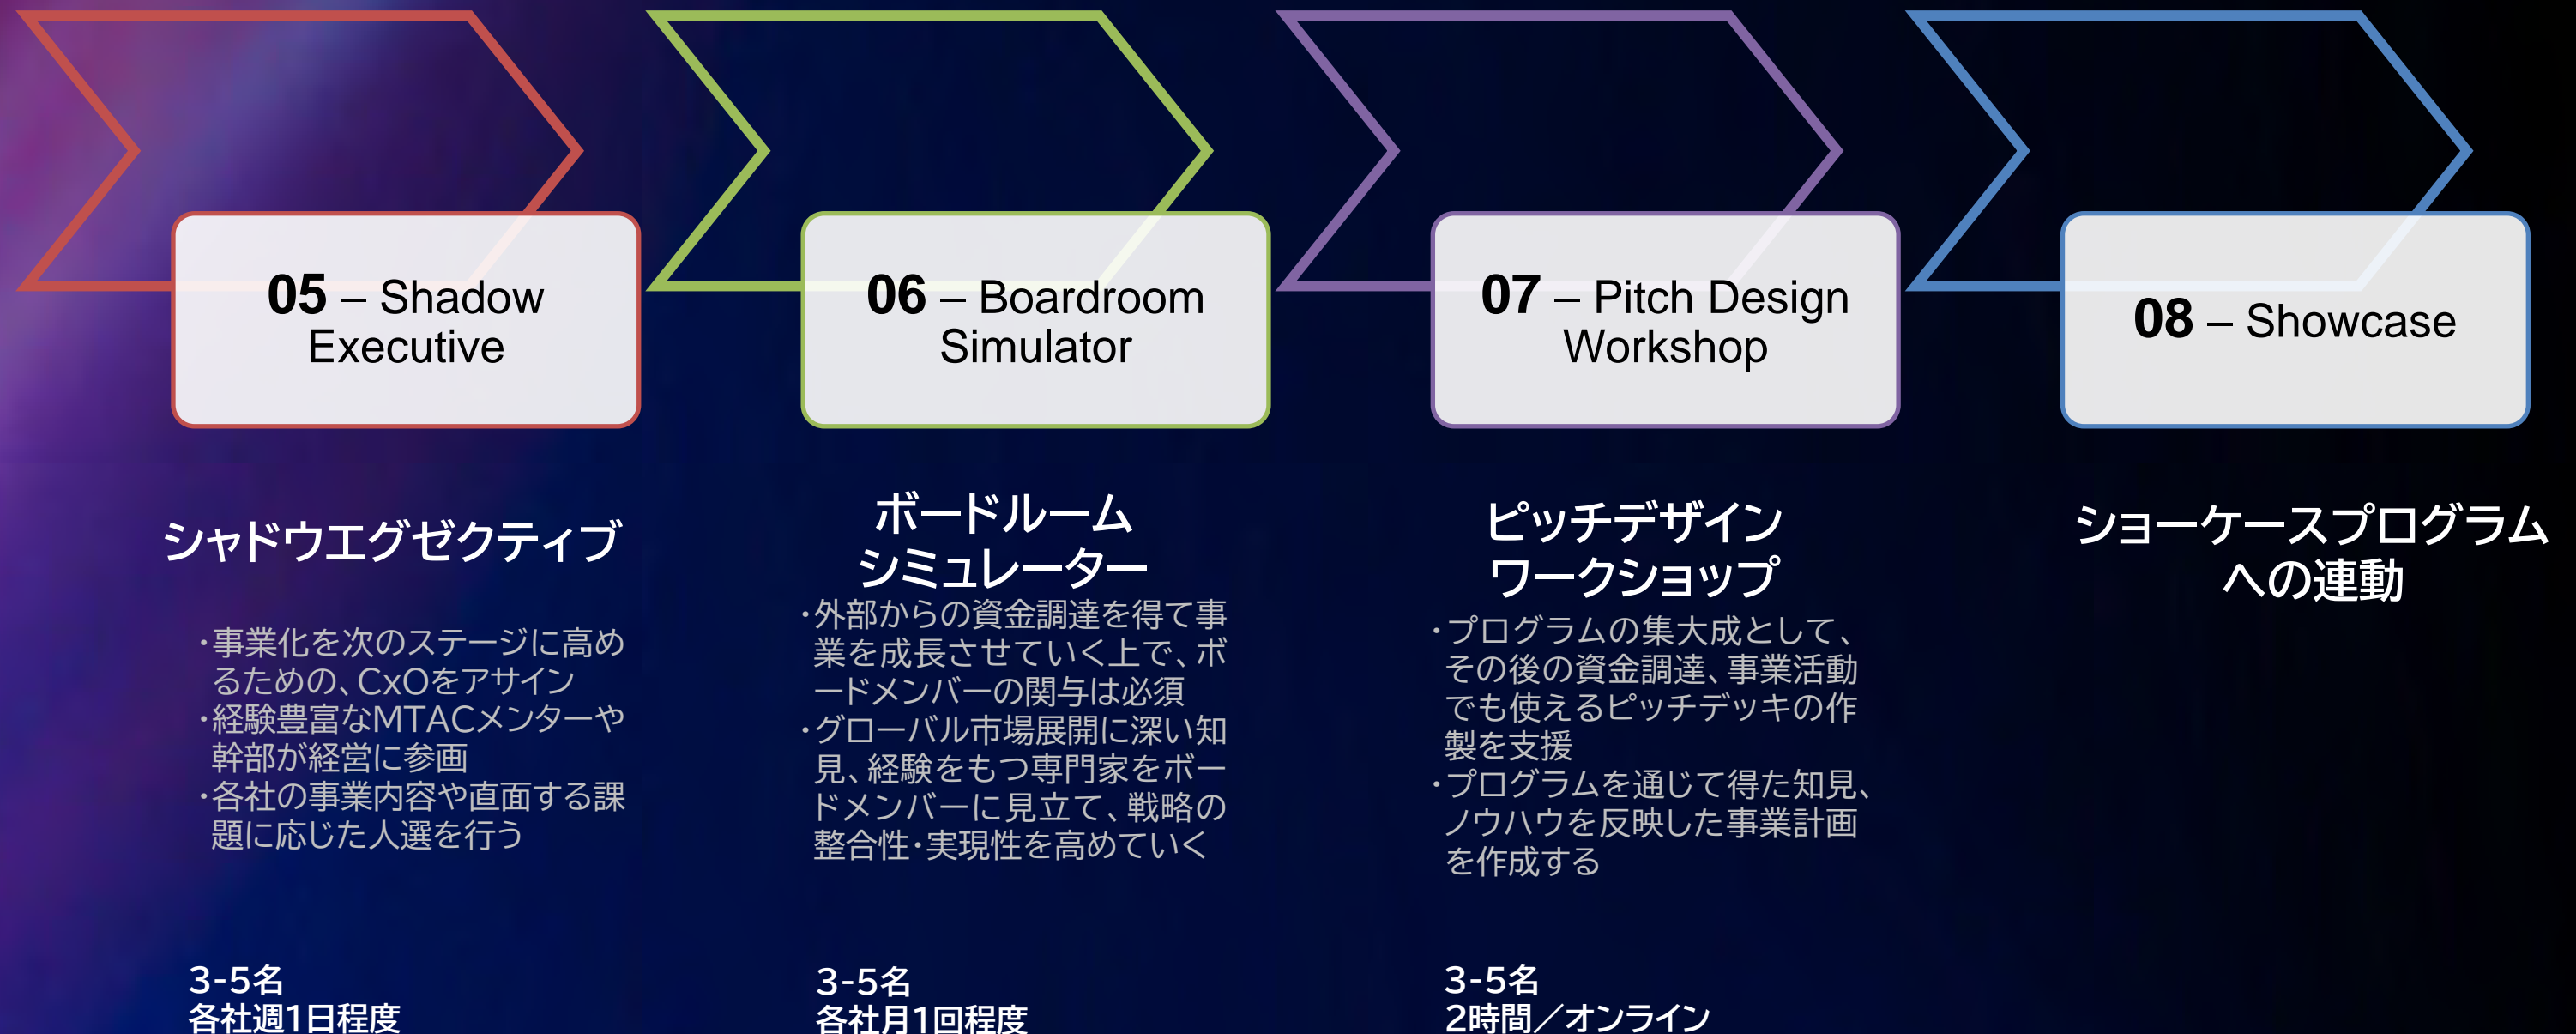 05 – Shadow
Executive
06 – Boardroom
Simulator
07 – Pitch Design
Workshop
08 – Showcase
シャドウエグゼクティブ
・事業化を次のステージに高め
るための、CxOをアサイン
・経験豊富なMTACメンターや
幹部が経営に参画
・各社の事業内容や直面する課
題に応じた人選を行う
3-5名
各社週1日程度
ボードルーム
シミュレーター
・外部からの資金調達を得て事
業を成長させていく上で、ボ
ードメンバーの関与は必須
・グローバル市場展開に深い知
見、経験をもつ専門家をボー
ドメンバーに見立て、戦略の
整合性・実現性を高めていく
3-5名
各社月1回程度
ピッチデザイン
ワークショップ
・プログラムの集大成として、
その後の資金調達、事業活動
でも使えるピッチデッキの作
製を支援
・プログラムを通じて得た知見、
ノウハウを反映した事業計画
を作成する
3-5名
2時間／オンライン
ショーケースプログラム
への連動